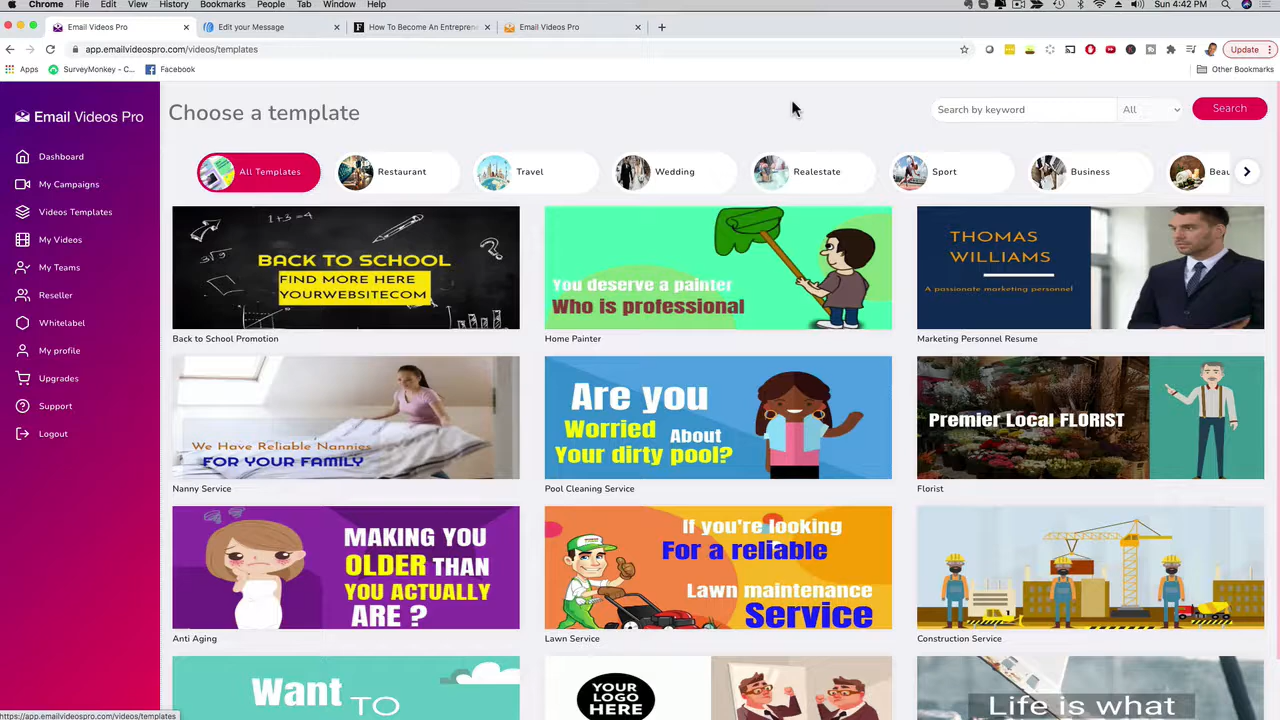 Chrome File Edit View History Bookmarks People Tab Window Help Sun 4:42 PM
Email Videos Pro Edit your Message How To Become An Entrepren Email Videos Pro
app.emailvideospro.com/videos/templates Update
Apps SurveyMonkey - C... Facebook Other Bookmarks
Email Videos Pro
Dashboard
My Campaigns
Videos Templates
My Videos
My Teams
Reseller
Whitelabel
My profile
Upgrades
Support
Logout
Choose a template
Search by keyword All Search
All Templates Restaurant Travel Wedding Realestate Sport Business Beau
1+3=4
?
BACK TO SCHOOL
FIND MORE HERE
YOURWEBSITECOM
Back to School Promotion
You deserve a painter
Who is professional
Home Painter
THOMAS
WILLIAMS
A passionate marketing personnel
Marketing Personnel Resume
We Have Reliable Nannies
FOR YOUR FAMILY
Nanny Service
Are you
Worried About
Your dirty pool?
Pool Cleaning Service
Premier Local FLORIST
Florist
MAKING YOU
OLDER THAN
YOU ACTUALLY
ARE ?
Anti Aging
If you're looking
For a reliable
Lawn maintenance
Service
Lawn Service
Construction Service
Want TO
YOUR
LOGO
HERE
Life is what
https://app.emailvideospro.com/videos/templates